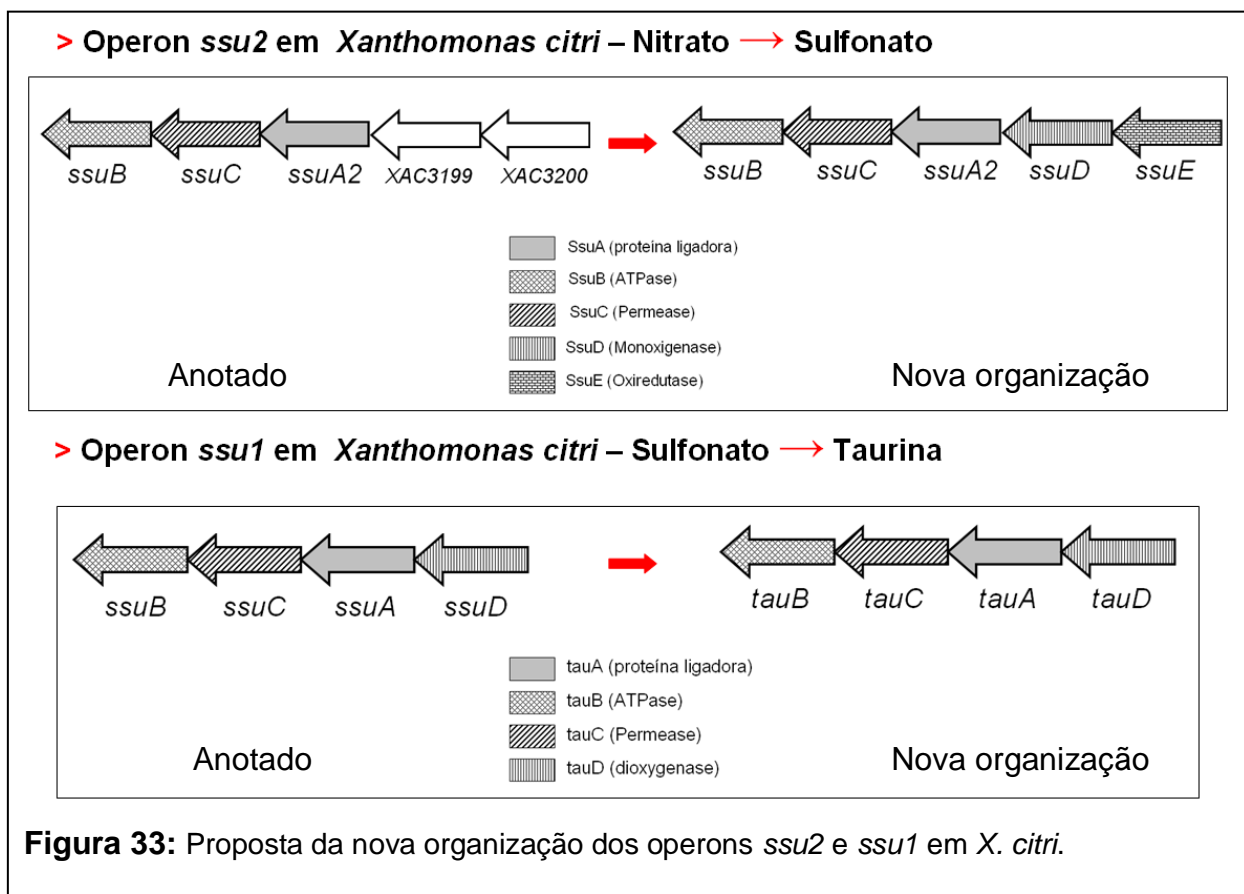 > Operon ssu2 em Xanthomonas citri – Nitrato → Sulfonato
ssuB ssuC ssuA2 XAC3199 XAC3200 ssuB ssuC ssuA2 ssuD ssuE
SsuA (proteína ligadora)
SsuB (ATPase)
SsuC (Permease)
SsuD (Monoxigenase)
SsuE (Oxiredutase)
Anotado Nova organização
> Operon ssu1 em Xanthomonas citri – Sulfonato → Taurina
ssuB ssuC ssuA ssuD tauB tauC tauA tauD
tauA (proteína ligadora)
tauB (ATPase)
tauC (Permease)
tauD (dioxygenase)
Anotado Nova organização
Figura 33: Proposta da nova organização dos operons ssu2 e ssu1 em X. citri.